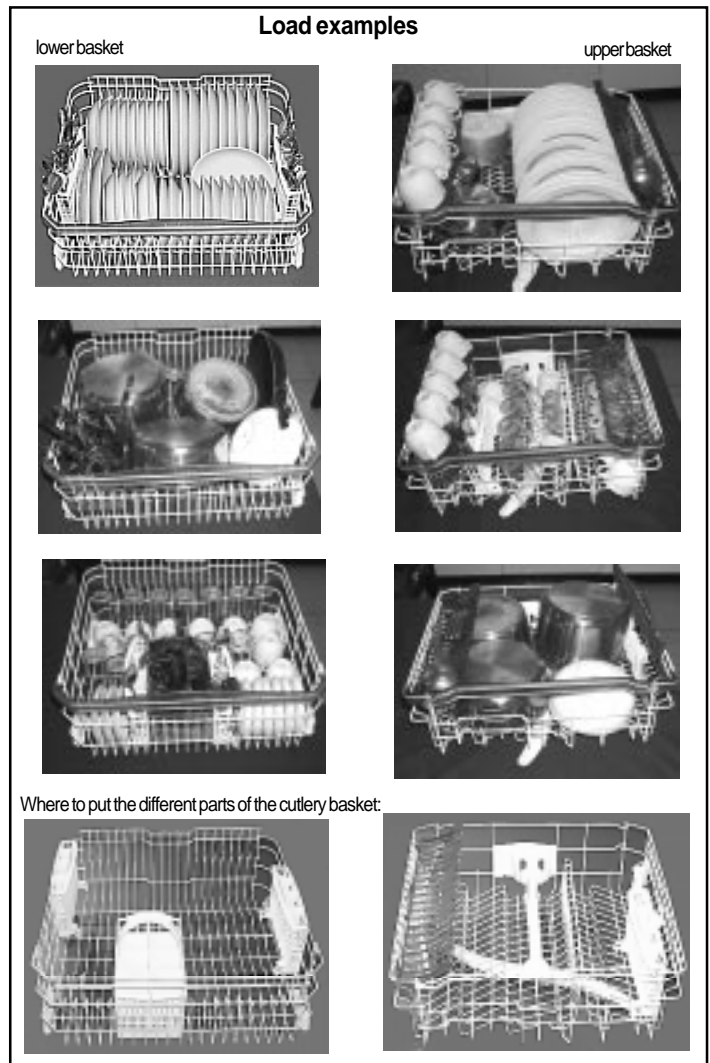 Load examples
lower basket
upper basket
Where to put the different parts of the cutlery basket: